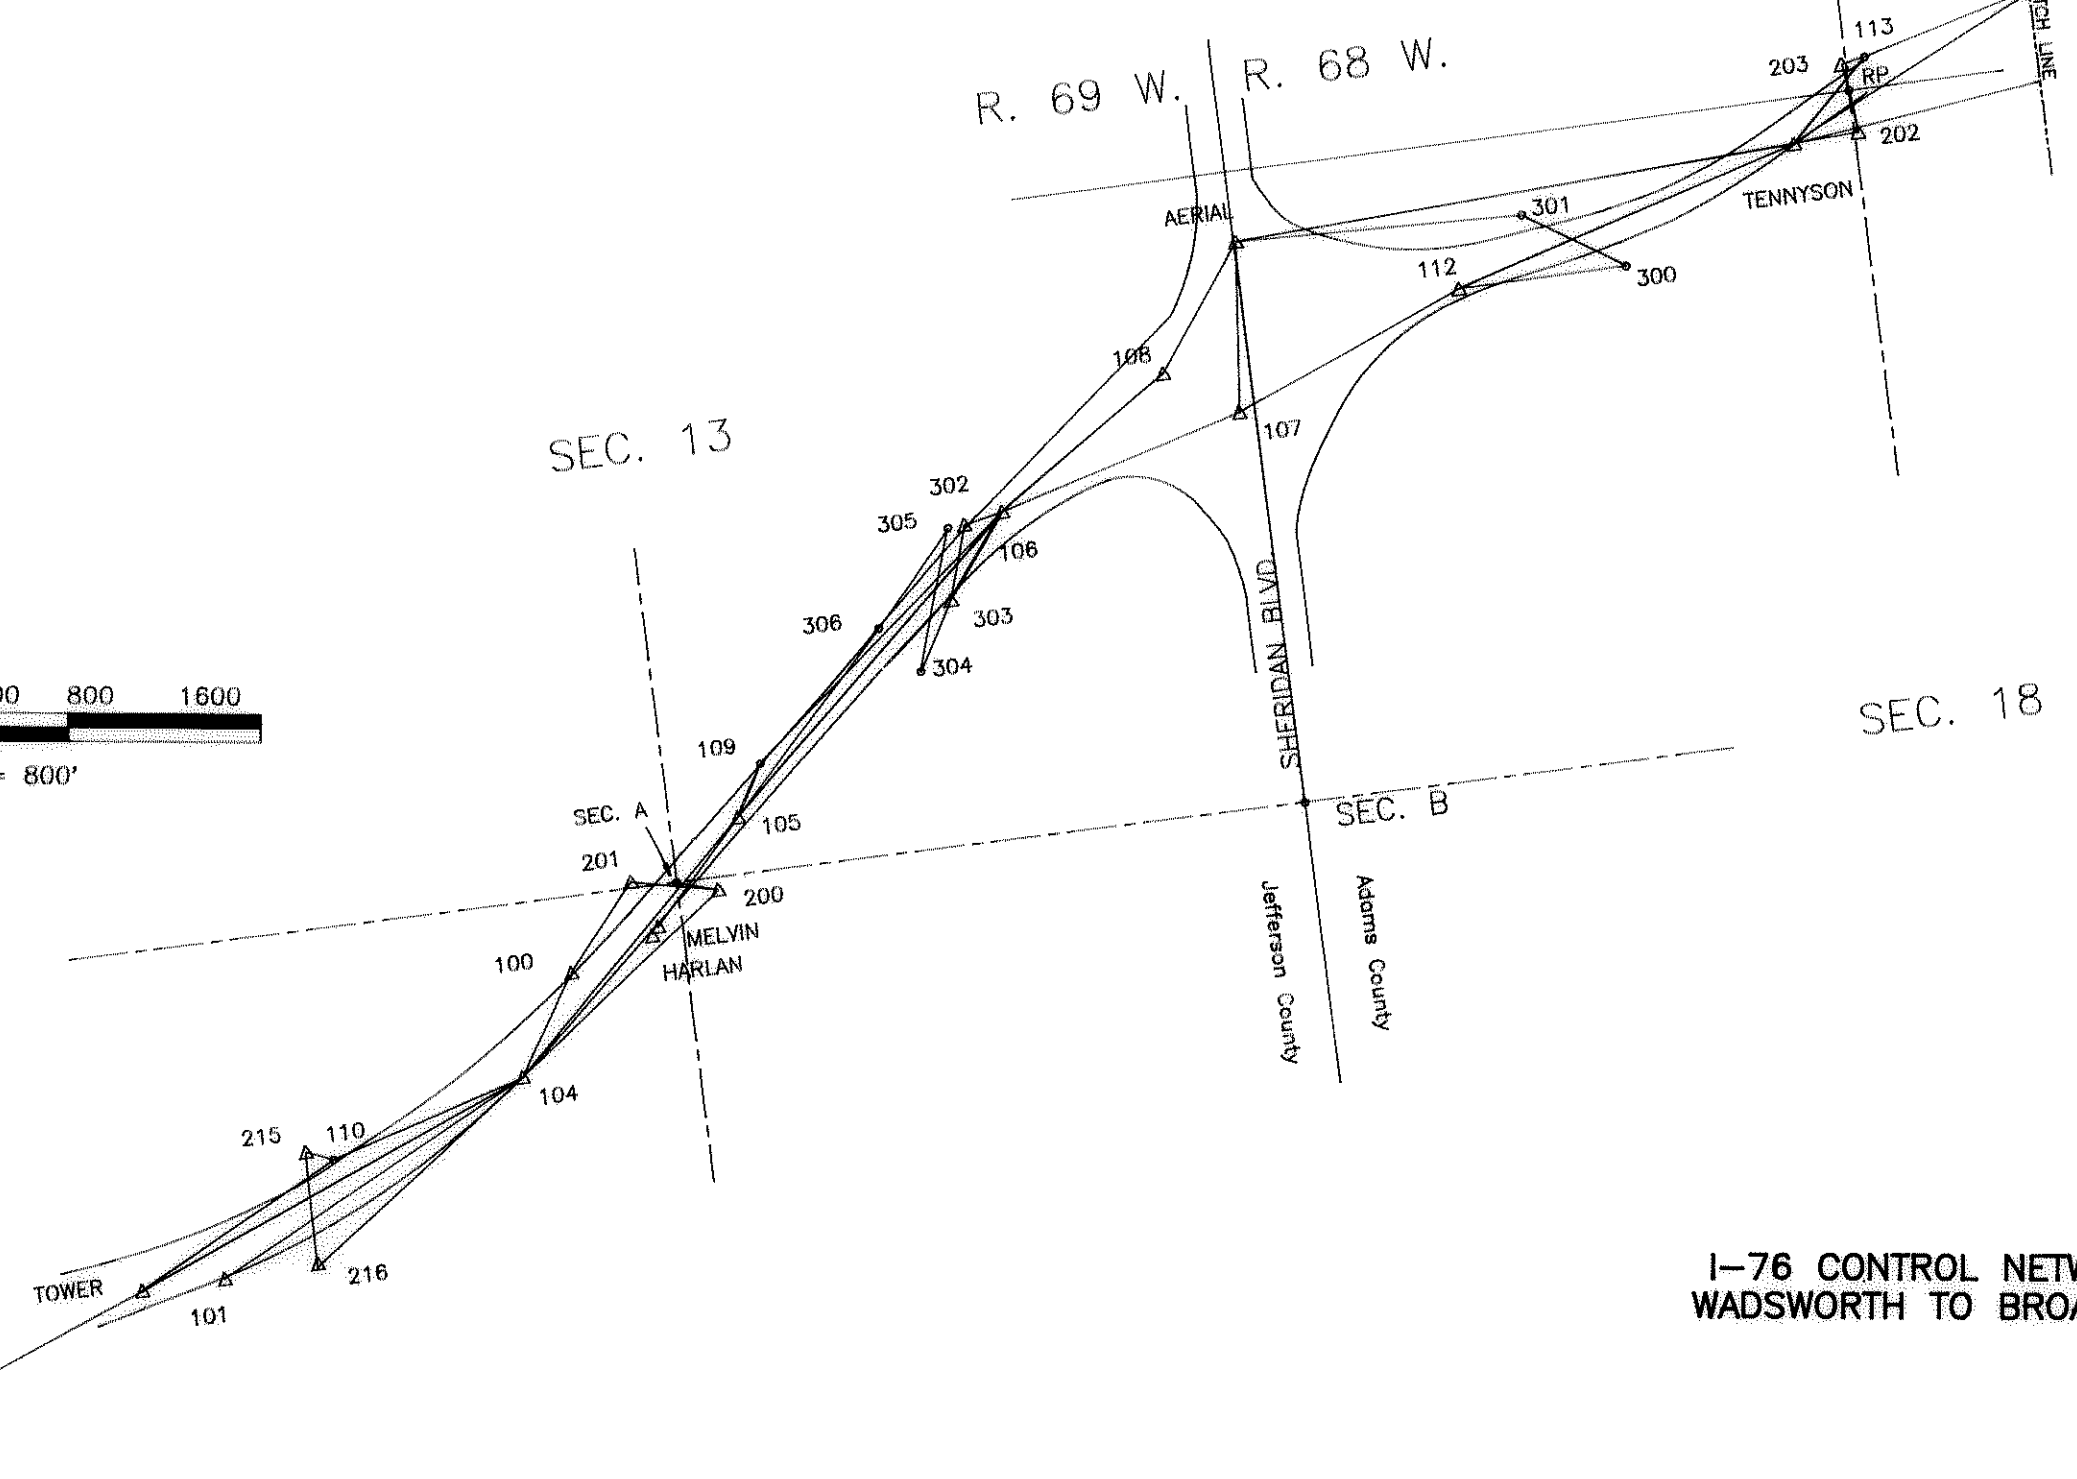 R. 69 W.
R. 68 W.
113
203
RP
202
LINE
TENNYSON
AERIAL
301
300
112
108
107
SEC. 13
302
305
106
306
303
304
SHERIDAN BLVD.
800 1600
= 800'
SEC. 18
109
105
SEC. A
SEC. B
201
200
MELVIN
HARLAN
100
Jefferson County
Adams County
104
215
110
216
TOWER
101
I-76 CONTROL
WADSWORTH TO